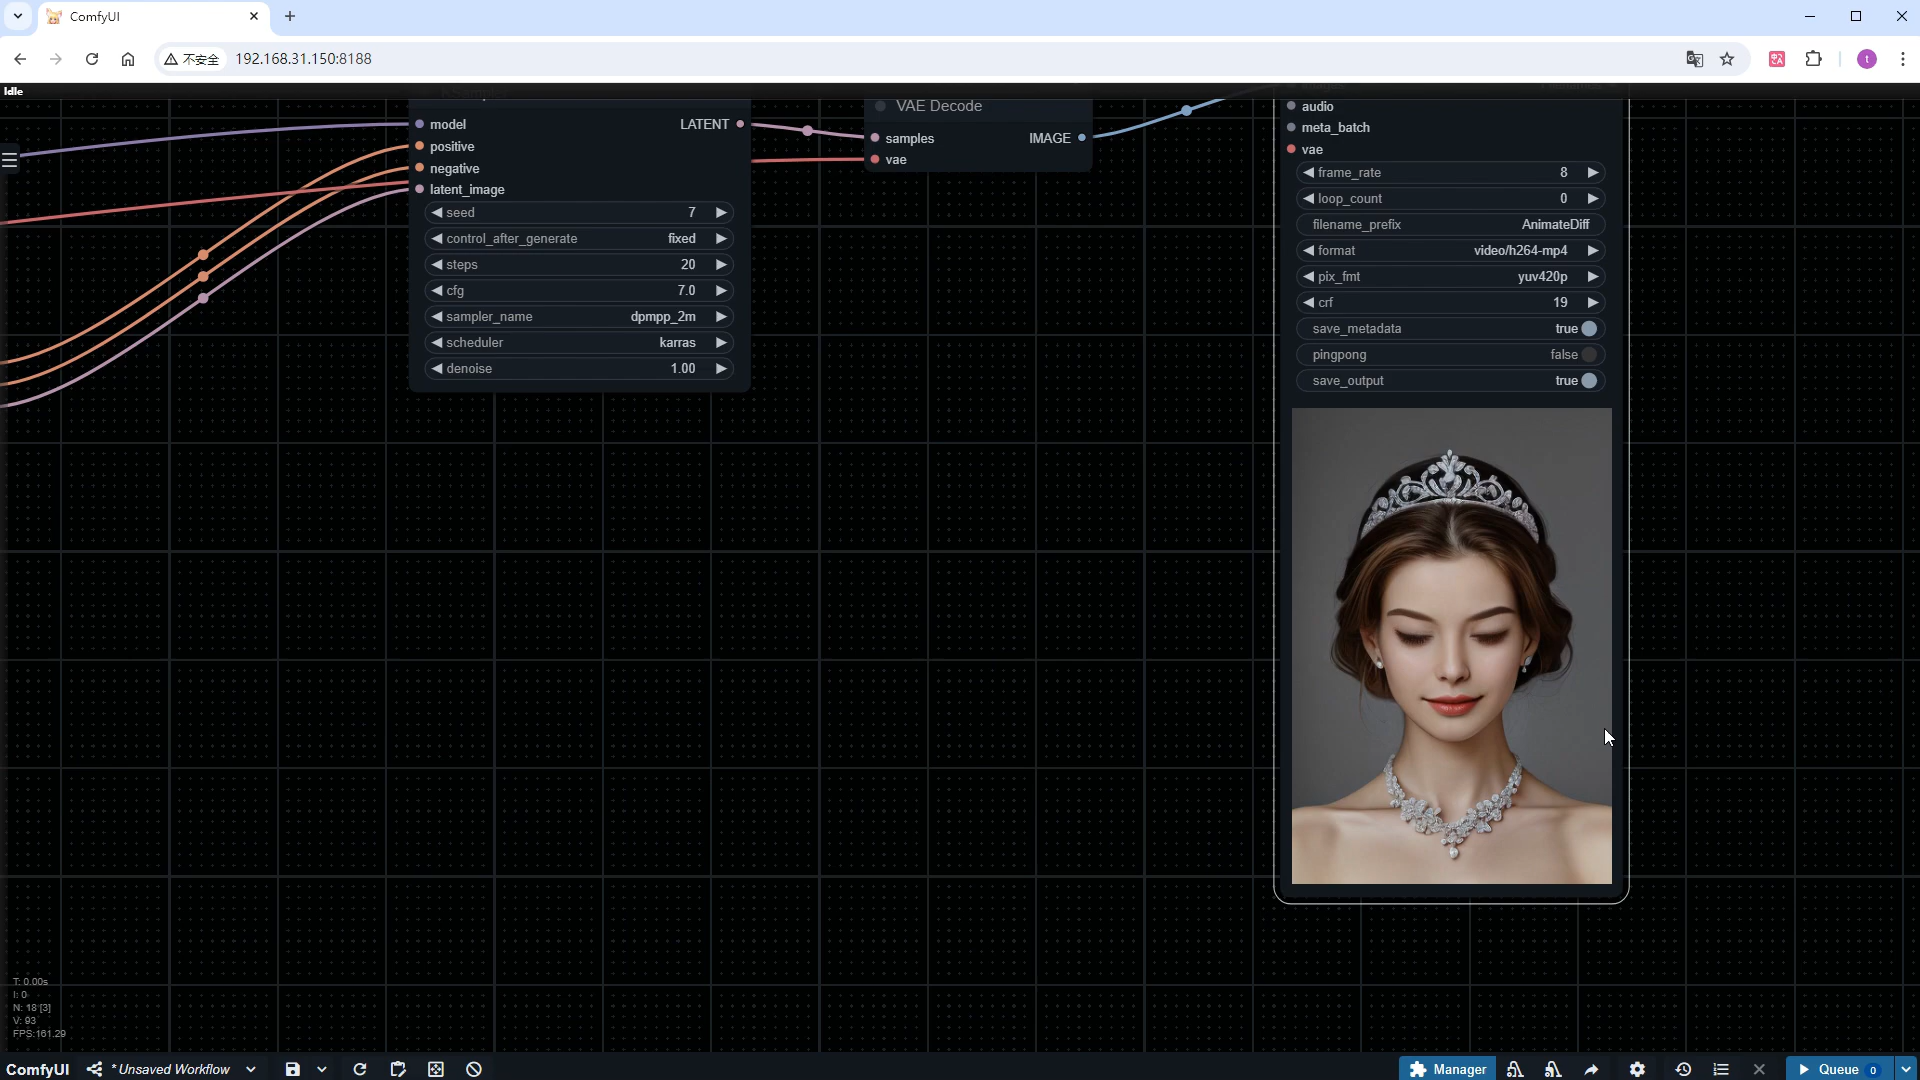 ComfyUI
不安全
192.168.31.150:8188
Idle
model
LATENT
positive
negative
latent_image
seed
7
control_after_generate
fixed
steps
20
cfg
7.0
sampler_name
dpmpp_2m
scheduler
karras
denoise
1.00
VAE Decode
samples
IMAGE
vae
audio
meta_batch
vae
frame_rate
8
loop_count
0
filename_prefix
AnimateDiff
format
video/h264-mp4
pix_fmt
yuv420p
crf
19
save_metadata
true
pingpong
false
save_output
true
T: 0.00s
I: 0
N: 18 [3]
V: 93
FPS:161.29
ComfyUI
*Unsaved Workflow
Manager
Queue
0